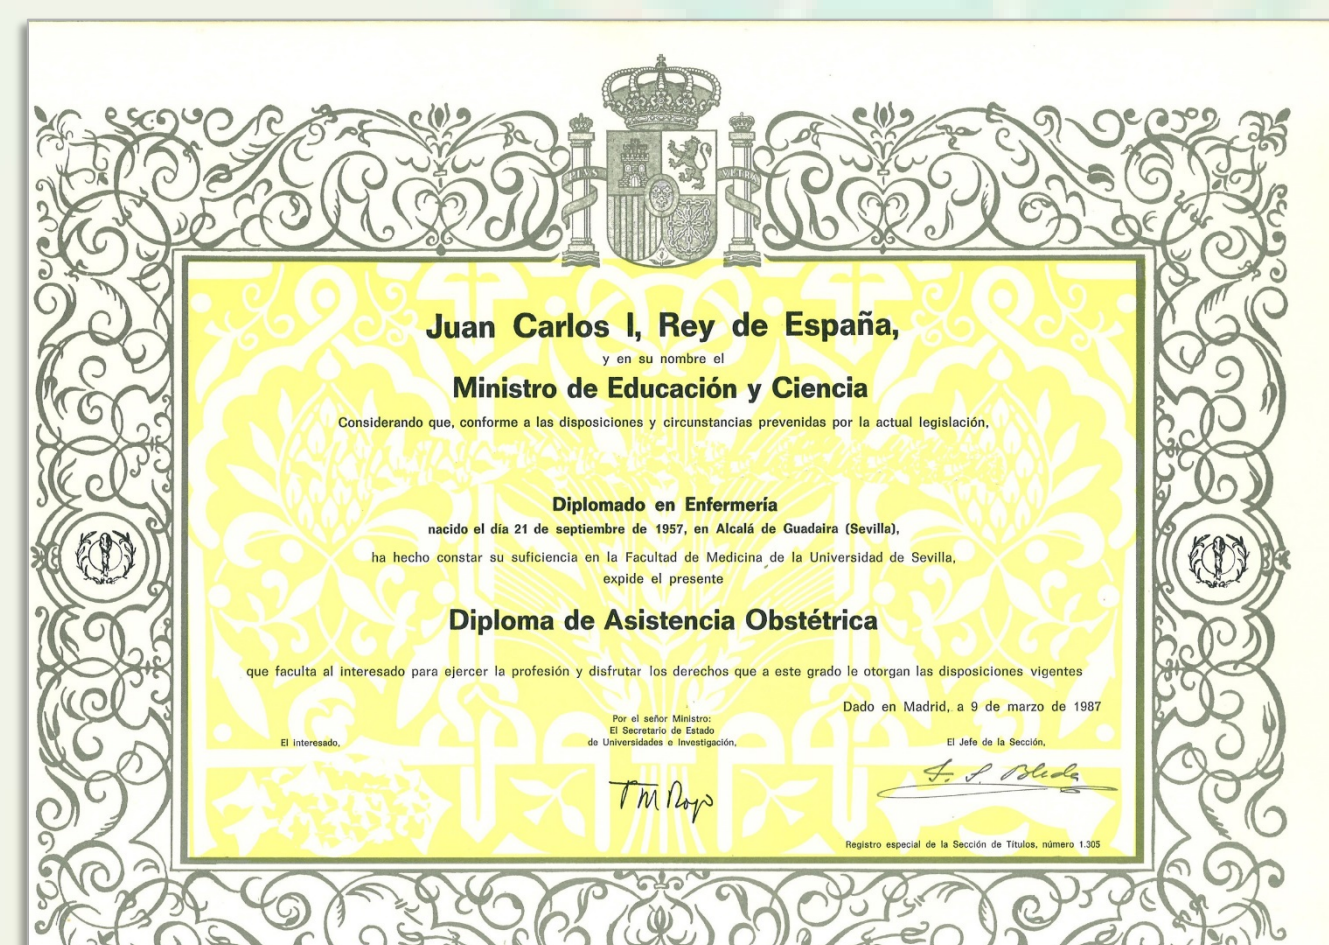 Juan Carlos I, Rey de España,
y en su nombre el
Ministro de Educación y Ciencia
Considerando que, conforme a las disposiciones y circunstancias prevenidas por la actual legislación,
Diplomado en Enfermería
nacido el día 21 de septiembre de 1957, en Alcalá de Guadaira (Sevilla),
ha hecho constar su suficiencia en la Facultad de Medicina de la Universidad de Sevilla,
expide el presente
Diploma de Asistencia Obstétrica
que faculta al interesado para ejercer la profesión y disfrutar los derechos que a este grado le otorgan las disposiciones vigentes
Dado en Madrid, a 9 de marzo de 1987
Por el señor Ministro:
El Secretario de Estado
de Universidades e Investigación,
El interesado,
El Jefe de la Sección,
Registro especial de la Sección de Títulos, número 1.305